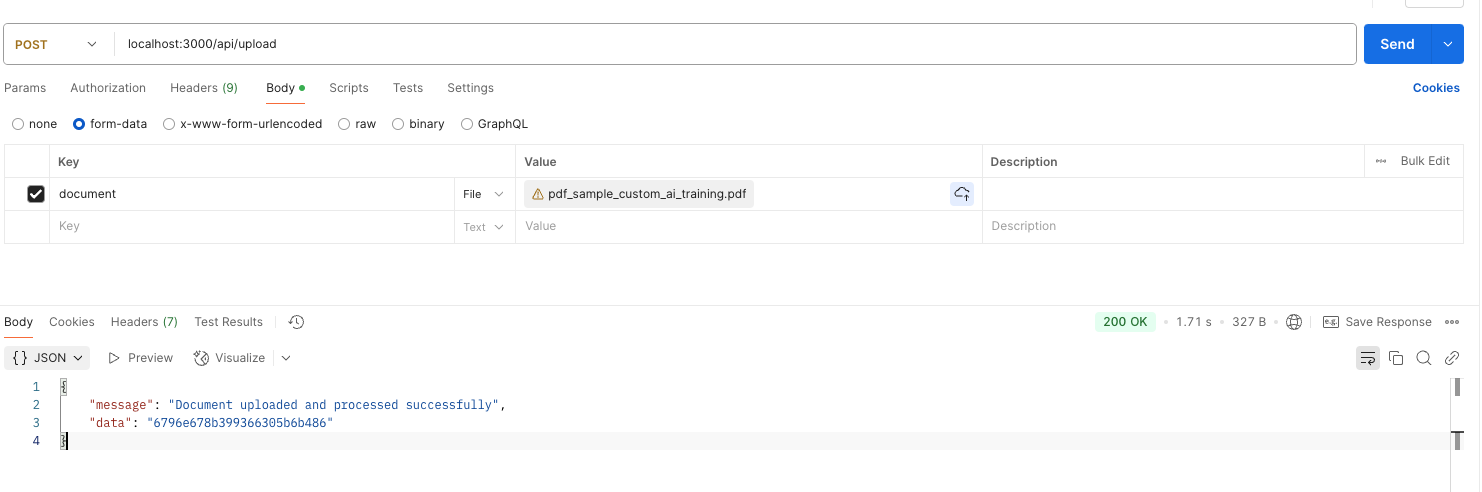 POST localhost:3000/api/upload Send
Params Authorization Headers (9) Body Scripts Tests Settings Cookies
none form-data x-www-form-urlencoded raw binary GraphQL
Key Value Description Bulk Edit
document File pdf_sample_custom_ai_training.pdf
Key Text Value Description
Body Cookies Headers (7) Test Results 200 OK 1.71 s 327 B e.g. Save Response
{} JSON Preview Visualize
1 {
2 "message": "Document uploaded and processed successfully",
3 "data": "6796e678b399366305b6b486"
4 }